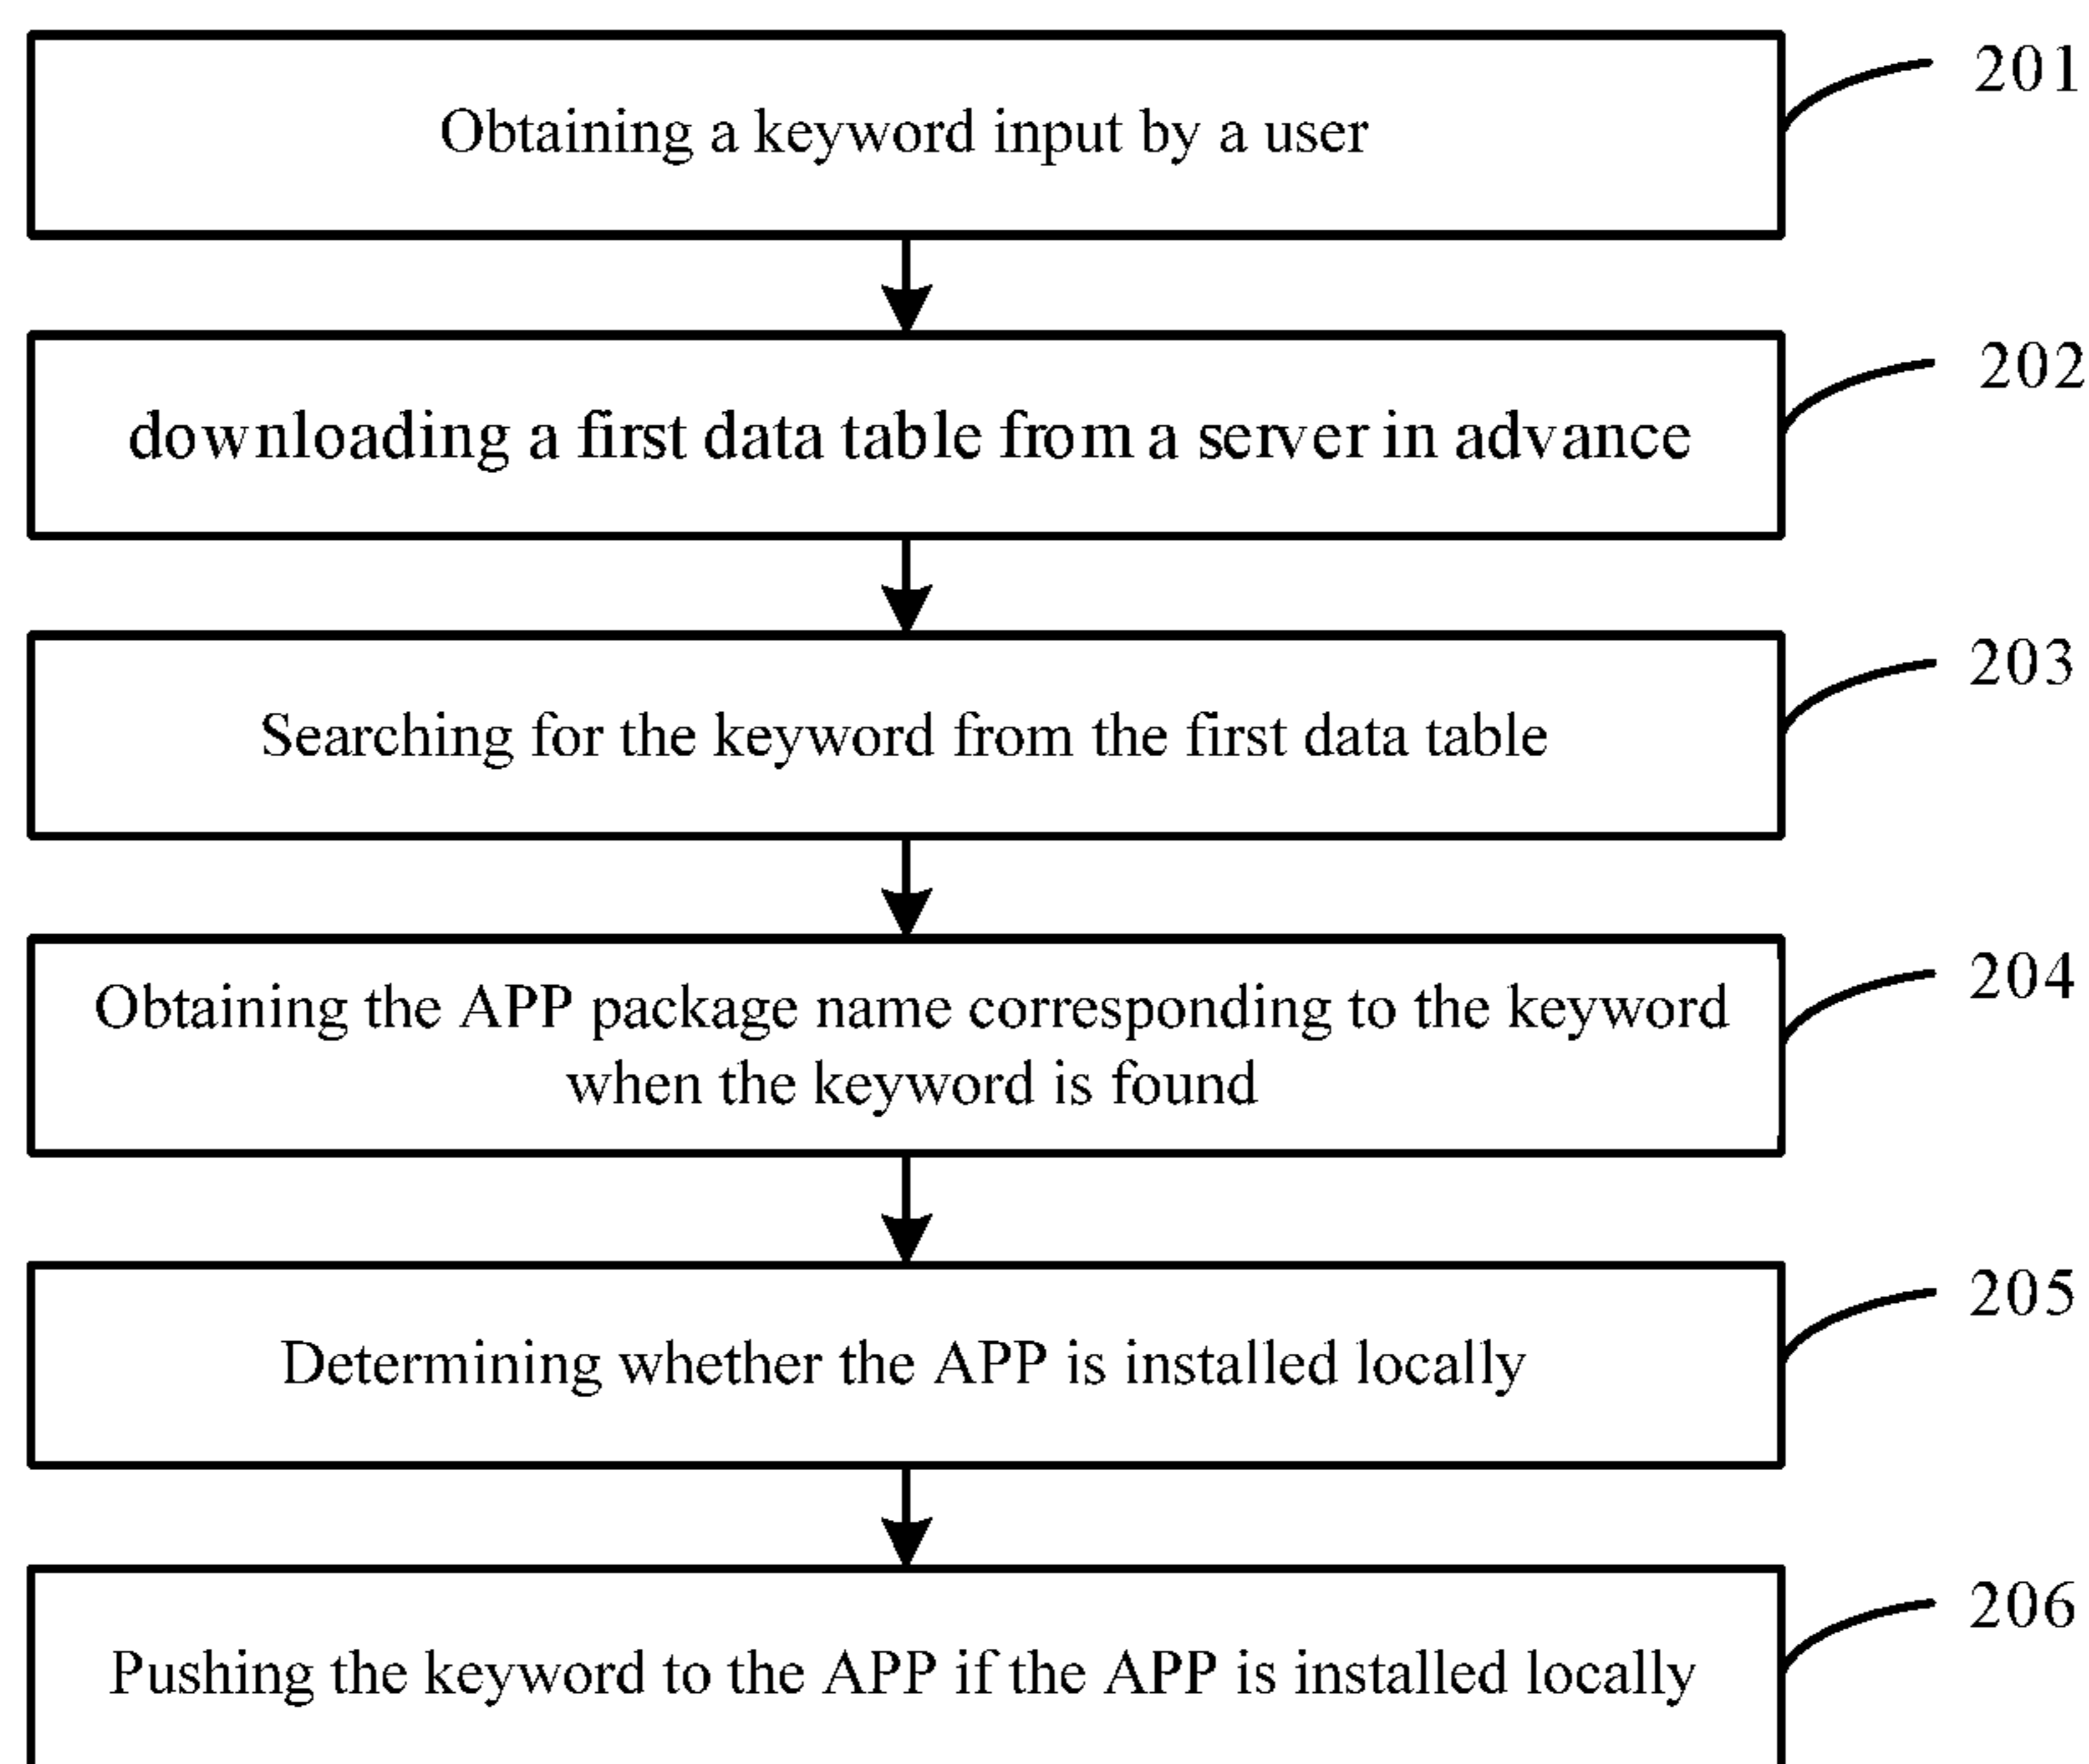 Obtaining a keyword input by a user
201
downloading a first data table from a server in advance
202
Searching for the keyword from the first data table
203
Obtaining the APP package name corresponding to the keyword
when the keyword is found
204
Determining whether the APP is installed locally
205
Pushing the keyword to the APP if the APP is installed locally
206